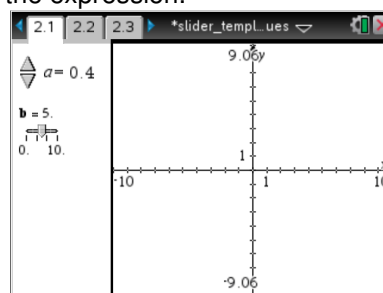 the expression.
2.1 2.2 2.3 *slider_templ...ues
a= 0.4
b = 5.
0. 10.
9.06 y
1
-10 1 10
-9.06